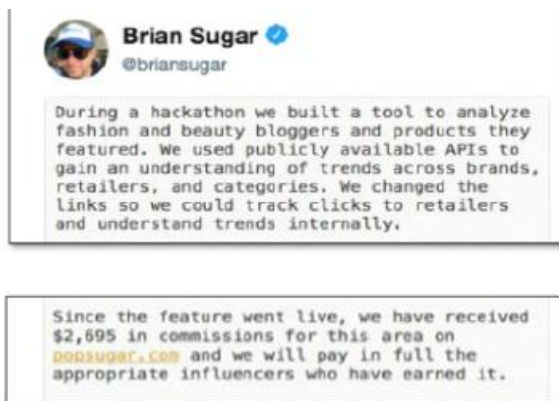 Brian Sugar
@briansugar
During a hackathon we built a tool to analyze
fashion and beauty bloggers and products they
featured. We used publicly available APIs to
gain an understanding of trends across brands,
retailers, and categories. We changed the
links so we could track clicks to retailers
and understand trends internally.
Since the feature went live, we have received
$2,695 in commissions for this area on
popsugar.com and we will pay in full the
appropriate influencers who have earned it.